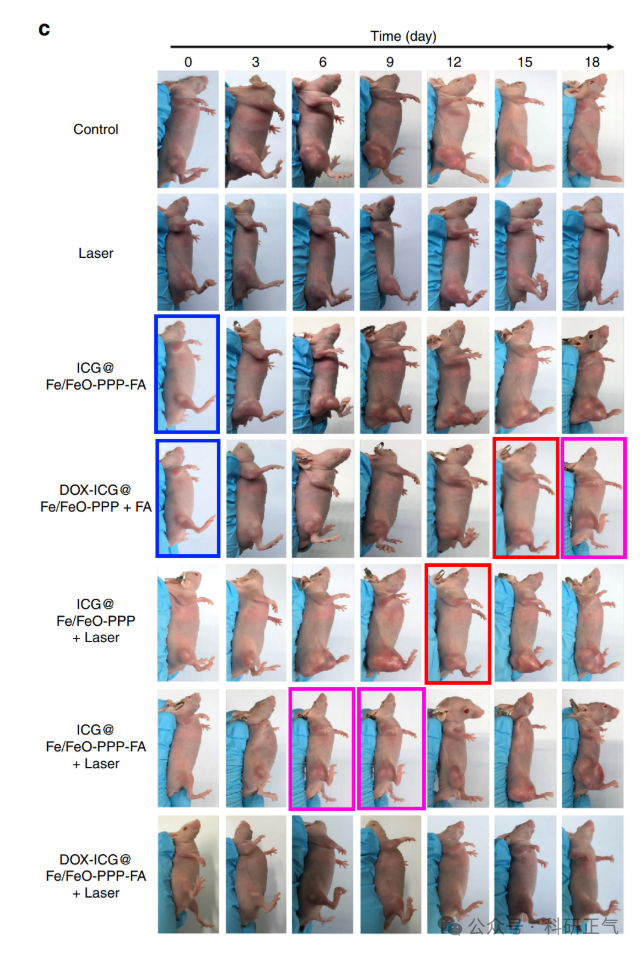 c
Time (day)
0 3 6 9 12 15 18
Control
Laser
ICG@
Fe/FeO-PPP-FA
DOX-ICG@
Fe/FeO-PPP + FA
ICG@
Fe/FeO-PPP
+ Laser
ICG@
Fe/FeO-PPP-FA
+ Laser
DOX-ICG@
Fe/FeO-PPP-FA
+ Laser
公众号 · 科研正气